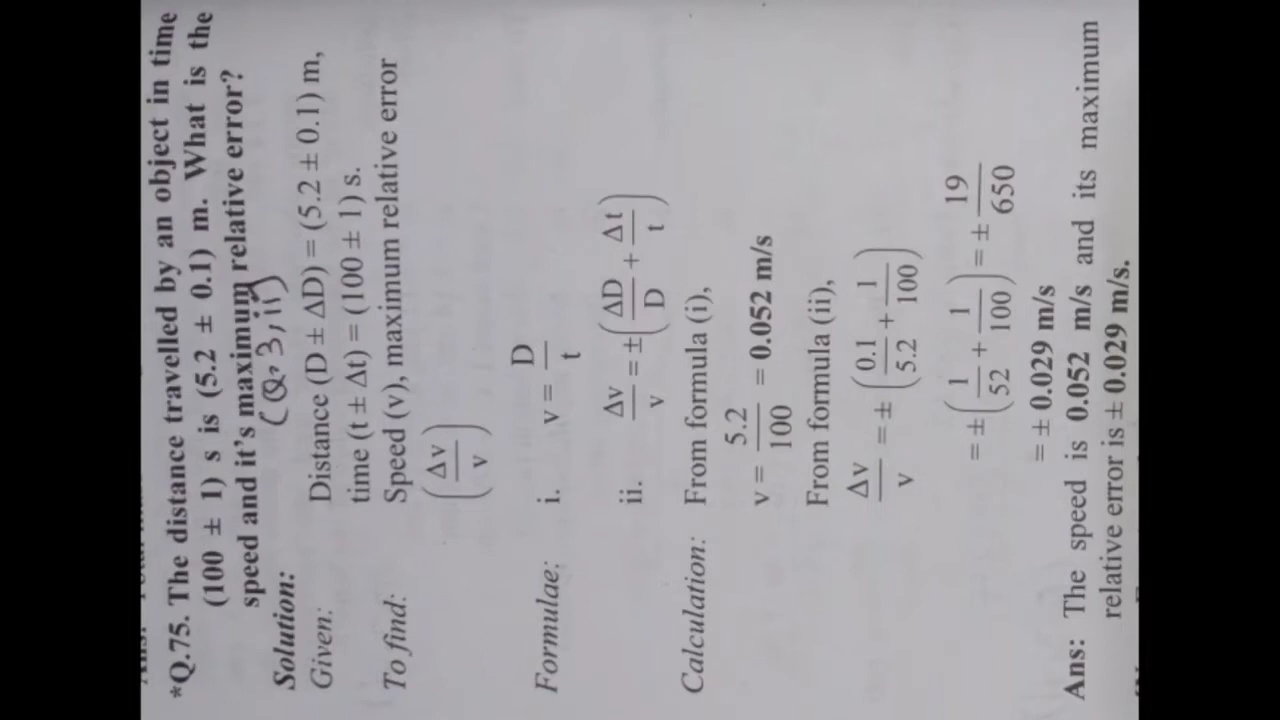 *Q.75. The distance travelled by an object in time
(100 ± 1) s is (5.2 ± 0.1) m. What is the
speed and it's maximum relative error?
(Q. 3, ii)
Solution:
Given: Distance (D ± ΔD) = (5.2 ± 0.1) m,
time (t ± Δt) = (100 ± 1) s.
To find: Speed (v), maximum relative error
(Δv/v)
Formulae: i. v = D/t
ii. Δv/v = ± (ΔD/D + Δt/t)
Calculation: From formula (i),
v = 5.2/100 = 0.052 m/s
From formula (ii),
Δv/v = ± (0.1/5.2 + 1/100)
= ± (1/52 + 1/100) = ± 19/650
= ± 0.029 m/s
Ans: The speed is 0.052 m/s and its maximum
relative error is ± 0.029 m/s.